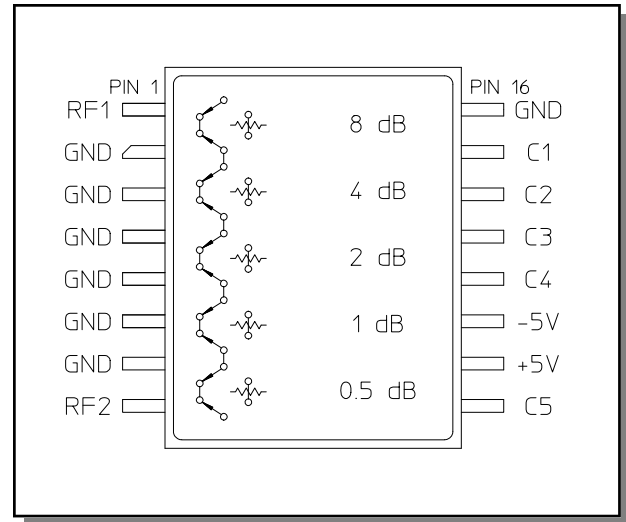 PIN 1 PIN 16
RF1 8 dB GND
GND C1
GND 4 dB C2
GND C3
GND 2 dB C4
GND 1 dB -5V
GND +5V
RF2 0.5 dB C5